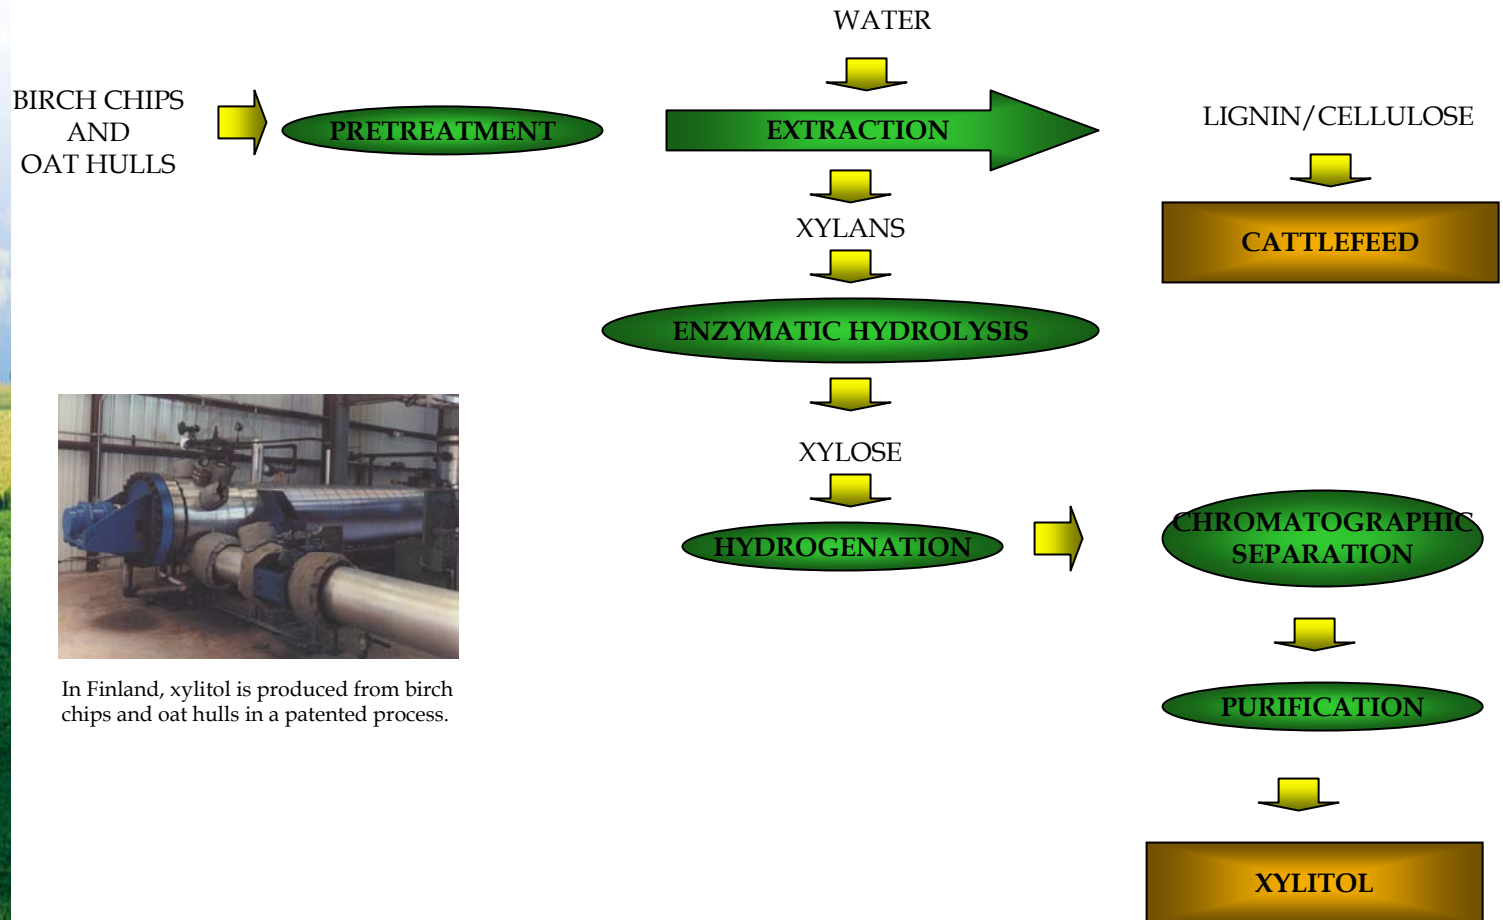 WATER
BIRCH CHIPS
AND
OAT HULLS
PRETREATMENT
EXTRACTION
LIGNIN/CELLULOSE
XYLANS
CATTLEFEED
ENZYMATIC HYDROLYSIS
XYLOSE
HYDROGENATION
CHROMATOGRAPHIC
SEPARATION
In Finland, xylitol is produced from birch
chips and oat hulls in a patented process.
PURIFICATION
XYLITOL